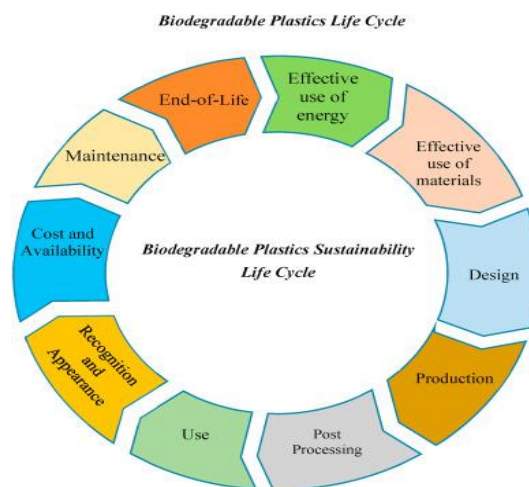 Biodegradable Plastics Life Cycle
End-of-Life
Effective
use of
energy
Effective
use of
materials
Design
Production
Post
Processing
Use
Recognition
and
Appearance
Cost and
Availability
Maintenance
Biodegradable Plastics Sustainability
Life Cycle